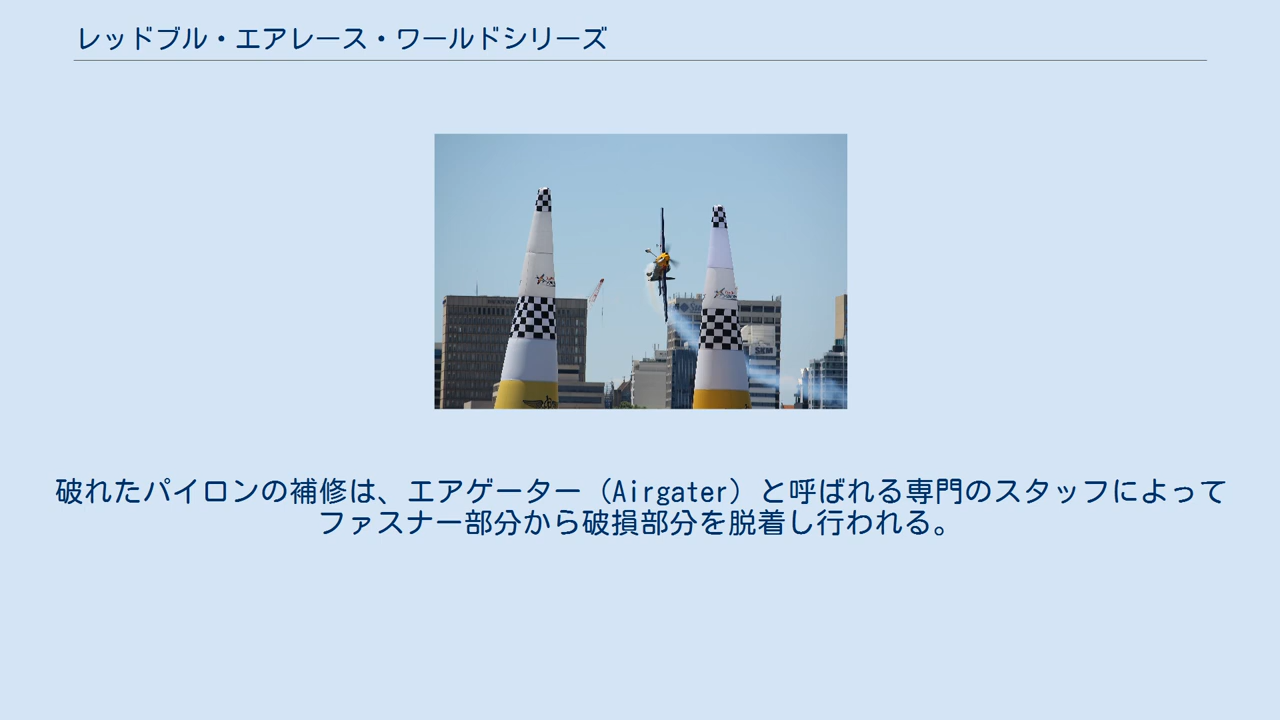 レッドブル・エアレース・ワールドシリーズ
破れたパイロンの補修は、エアゲーター（Airgater）と呼ばれる専門のスタッフによって
ファスナー部分から破損部分を脱着し行われる。